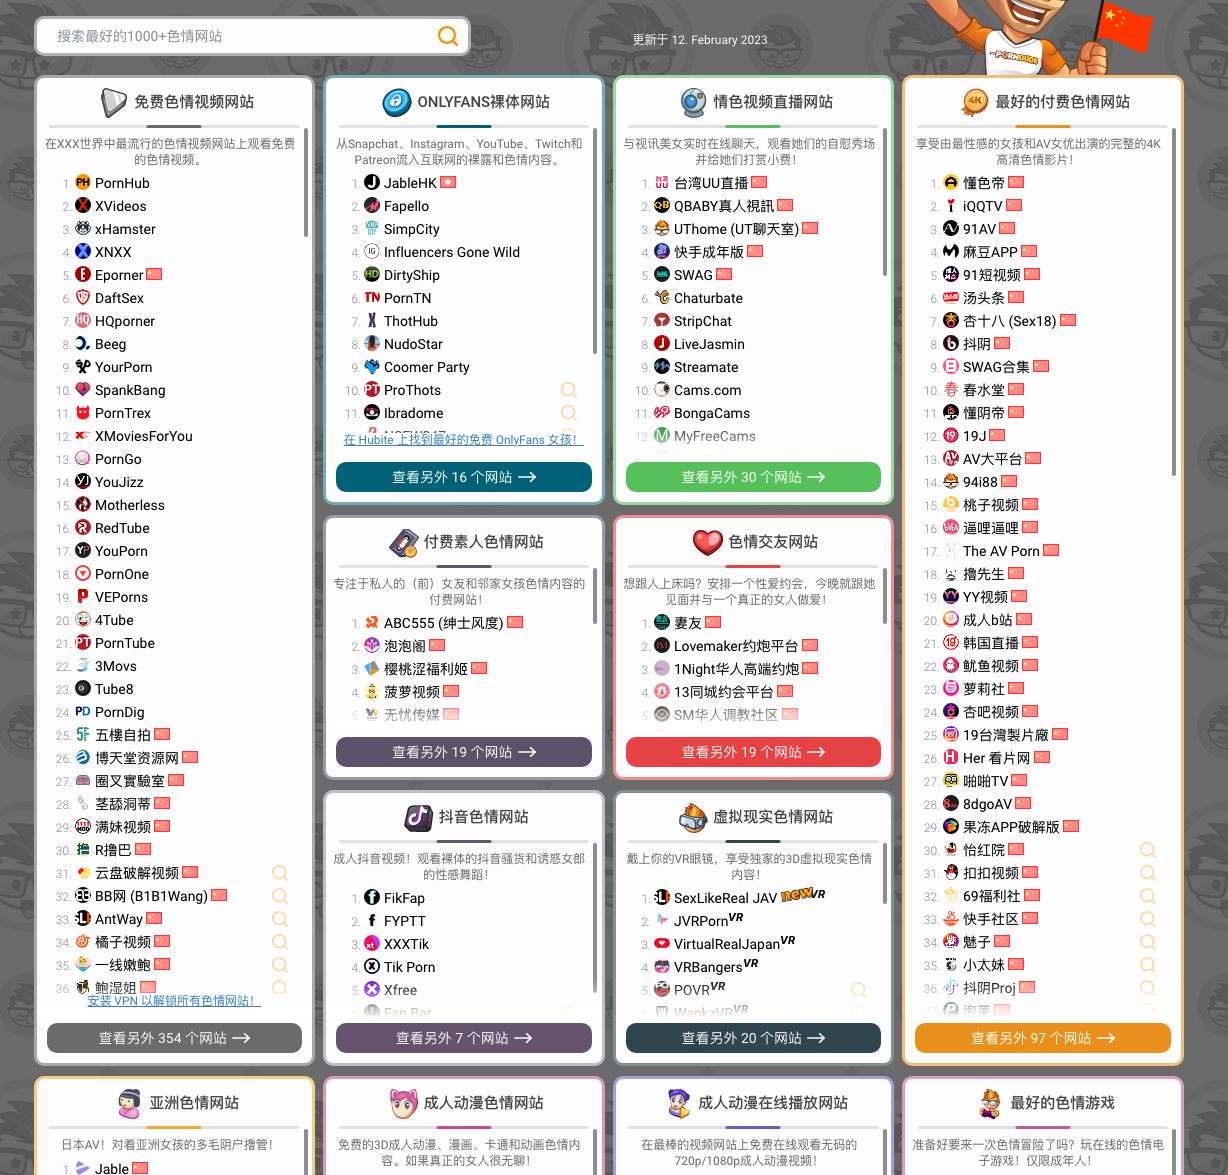 搜索最好的1000+色情网站
更新于 12. February 2023
THE PORNDUDE
免费色情视频网站
在XXX世界中最流行的色情视频网站上观看免费
的色情视频。
1. PornHub
2. XVideos
3. xHamster
4. XNXX
5. Eporner
6. DaftSex
7. HQporner
8. Beeg
9. YourPorn
10. SpankBang
11. PornTrex
12. XMoviesForYou
13. PornGo
14. YouJizz
15. Motherless
16. RedTube
17. YouPorn
18. PornOne
19. VEPorns
20. 4Tube
21. PornTube
22. 3Movs
23. Tube8
24. PornDig
25. 五樓自拍
26. 博天堂资源网
27. 圈叉實驗室
28. 茎舔洞蒂
29. 满妹视频
30. R撸巴
31. 云盘破解视频
32. BB网 (B1B1Wang)
33. AntWay
34. 橘子视频
35. 一线嫩鲍
36. 鲍湿姐
安装 VPN 以解锁所有色情网站！
查看另外 354 个网站
ONLYFANS裸体网站
从Snapchat、Instagram、YouTube、Twitch和
Patreon流入互联网的裸露和色情内容。
1. JableHK
2. Fapello
3. SimpCity
4. Influencers Gone Wild
5. DirtyShip
6. PornTN
7. ThotHub
8. NudoStar
9. Coomer Party
10. ProThots
11. Ibradome
在 Hubite 上找到最好的免费 OnlyFans 女孩！
查看另外 16 个网站
情色视频直播网站
与视讯美女实时在线聊天，观看她们的自慰秀场
并给她们打赏小费！
1. 台湾UU直播
2. QBABY真人視訊
3. UThome (UT聊天室)
4. 快手成年版
5. SWAG
6. Chaturbate
7. StripChat
8. LiveJasmin
9. Streamate
10. Cams.com
11. BongaCams
12. MyFreeCams
查看另外 30 个网站
最好的付费色情网站
享受由最性感的女孩和AV女优出演的完整的4K
高清色情影片！
1. 懂色帝
2. iQQTV
3. 91AV
4. 麻豆APP
5. 91短视频
6. 汤头条
7. 杏十八 (Sex18)
8. 抖阴
9. SWAG合集
10. 春水堂
11. 懂阴帝
12. 19J
13. AV大平台
14. 94i88
15. 桃子视频
16. 逼哩逼哩
17. The AV Porn
18. 撸先生
19. YY视频
20. 成人b站
21. 韩国直播
22. 鱿鱼视频
23. 萝莉社
24. 杏吧视频
25. 19台灣製片廠
26. Her 看片网
27. 啪啪TV
28. 8dgoAV
29. 果冻APP破解版
30. 怡红院
31. 扣扣视频
32. 69福利社
33. 快手社区
34. 魅子
35. 小太妹
36. 抖阴Proj
37. 泡芙
查看另外 97 个网站
付费素人色情网站
专注于私人的（前）女友和邻家女孩色情内容的
付费网站！
1. ABC555 (绅士风度)
2. 泡泡阁
3. 樱桃涩福利姬
4. 菠萝视频
5. 无忧传媒
查看另外 19 个网站
色情交友网站
想跟人上床吗？安排一个性爱约会，今晚就跟她
见面并与一个真正的女人做爱！
1. 妻友
2. Lovemaker约炮平台
3. 1Night华人高端约炮
4. 13同城约会平台
5. SM华人调教社区
查看另外 19 个网站
抖音色情网站
成人抖音视频！观看裸体的抖音骚货和诱惑女郎
的性感舞蹈！
1. FikFap
2. FYPTT
3. XXXTik
4. Tik Porn
5. Xfree
6. Fap Bar
查看另外 7 个网站
虚拟现实色情网站
戴上你的VR眼镜，享受独家的3D虚拟现实色情
内容！
1. SexLikeReal JAV new VR
2. JVRPorn VR
3. VirtualRealJapan VR
4. VRBangers VR
5. POVR VR
6. WankzVR VR
查看另外 20 个网站
亚洲色情网站
日本AV！对着亚洲女孩的多毛阴户撸管！
1. Jable
成人动漫色情网站
免费的3D成人动漫、漫画、卡通和动画色情内
容。如果真正的女人很无聊！
成人动漫在线播放网站
在最棒的视频网站上免费在线观看无码的
720p/1080p成人动漫视频！
最好的色情游戏
准备好要来一次色情冒险了吗？玩在线的色情电
子游戏！仅限成年人！